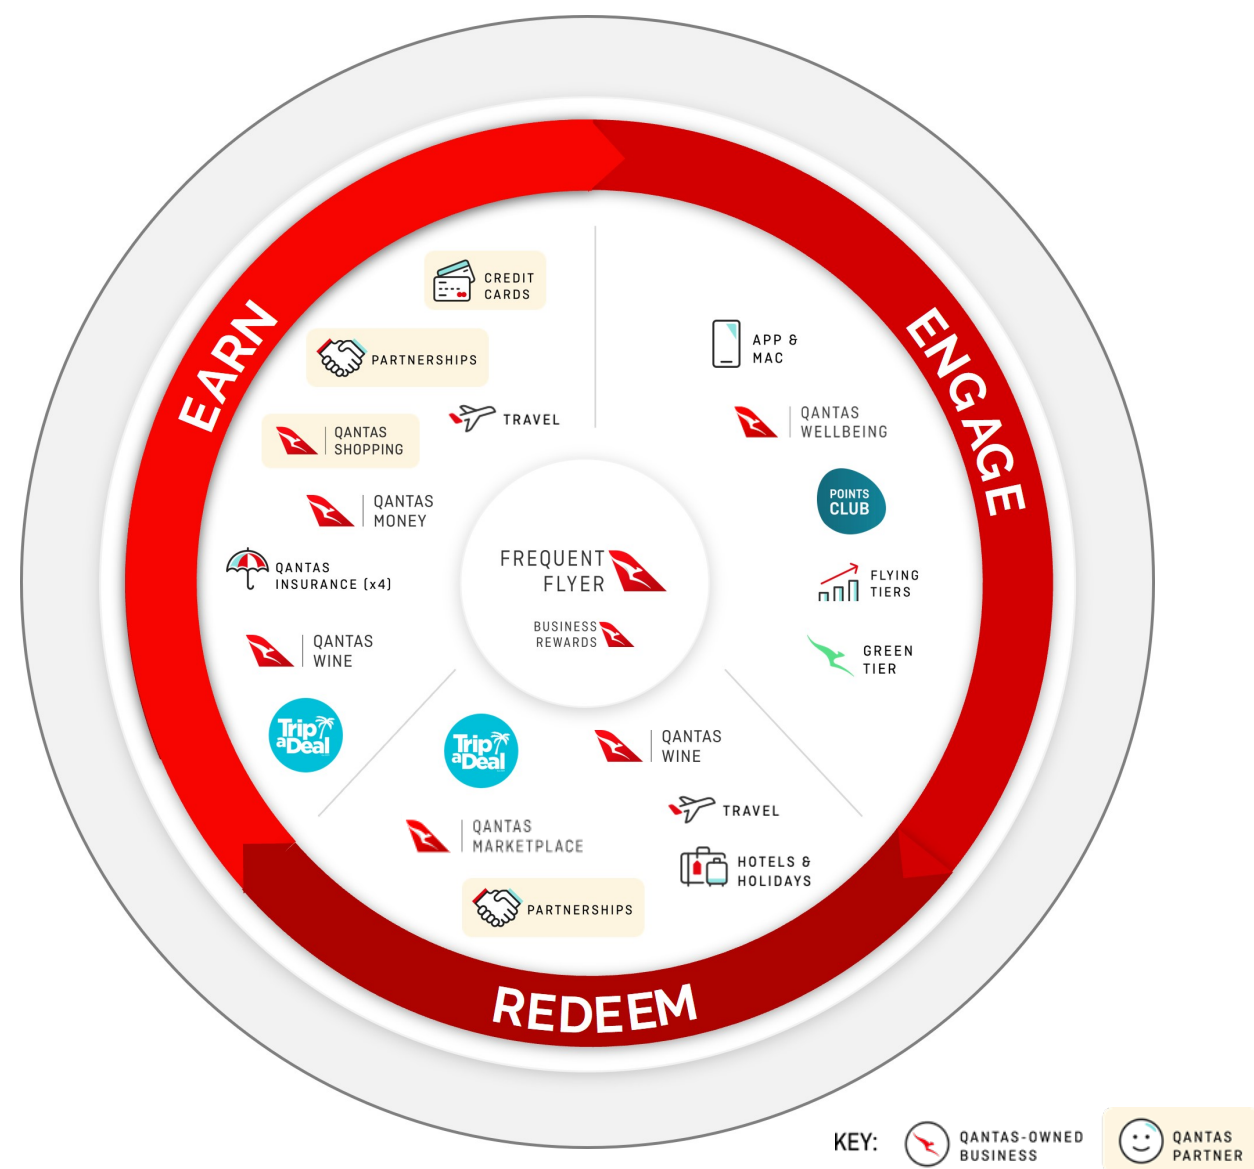 EARN
CREDIT
CARDS
PARTNERSHIPS
QANTAS
SHOPPING
TRAVEL
QANTAS
MONEY
QANTAS
INSURANCE (x4)
QANTAS
WINE
Trip
aDeal
ENGAGE
APP &
MAC
QANTAS
WELLBEING
POINTS
CLUB
FLYING
TIERS
GREEN
TIER
FREQUENT
FLYER
BUSINESS
REWARDS
Trip
aDeal
QANTAS
WINE
TRAVEL
QANTAS
MARKETPLACE
HOTELS &
HOLIDAYS
PARTNERSHIPS
REDEEM
KEY:
QANTAS-OWNED
BUSINESS
QANTAS
PARTNER